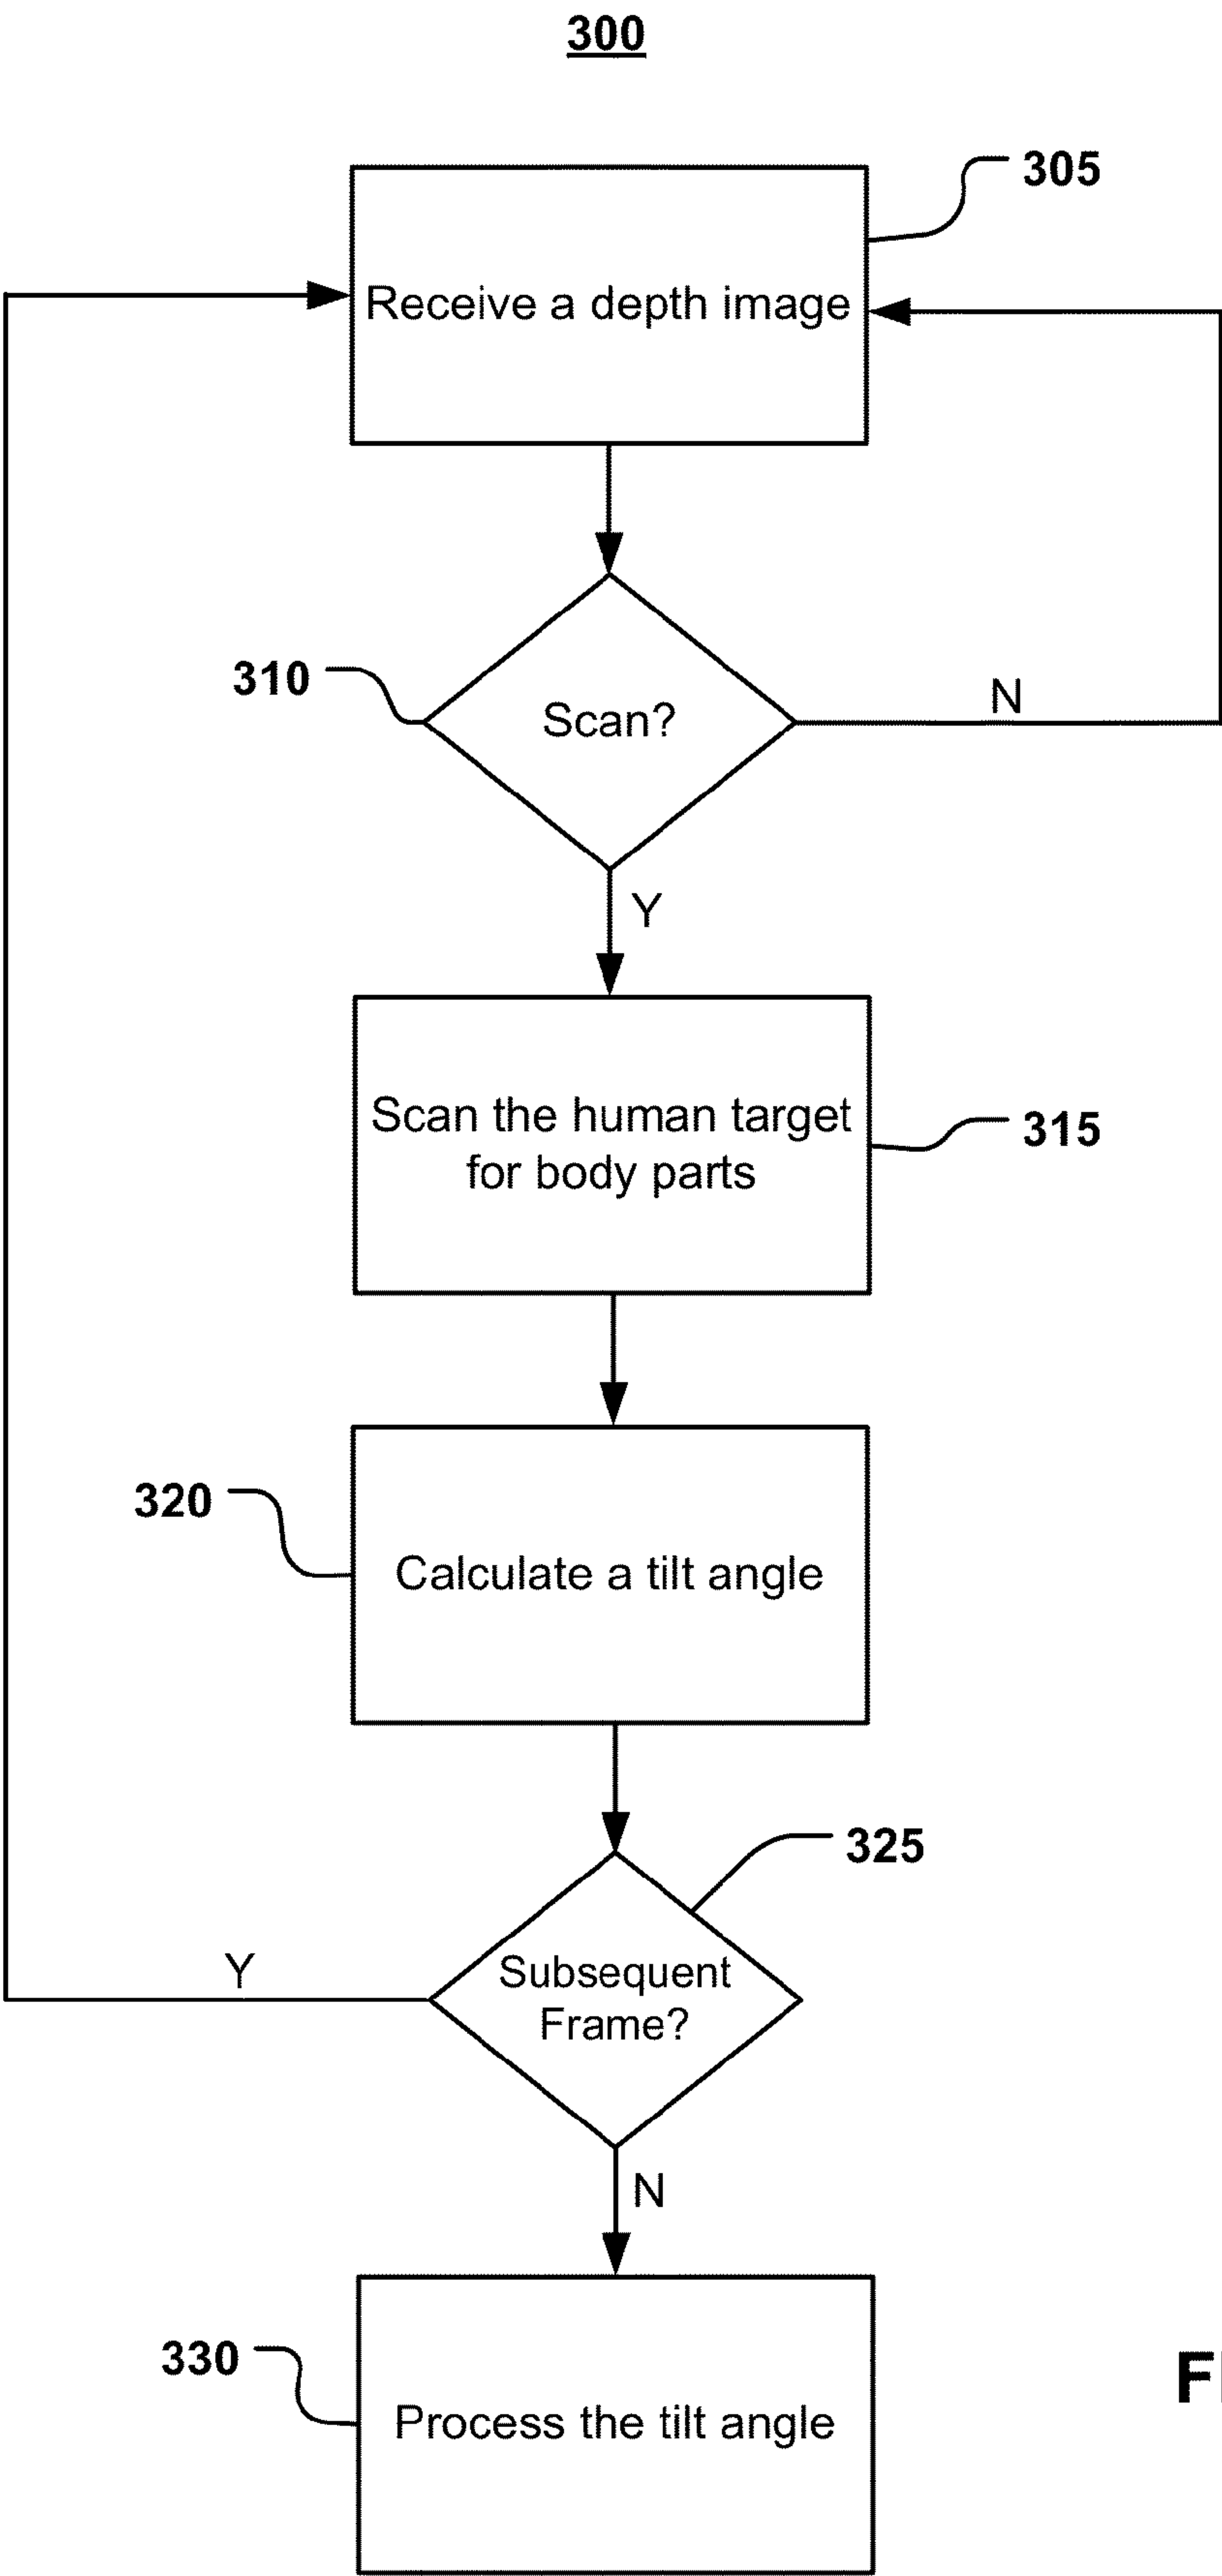 300
305
Receive a depth image
310
Scan?
N
Y
Scan the human target
for body parts
315
320
Calculate a tilt angle
325
Subsequent
Frame?
Y
N
330
Process the tilt angle